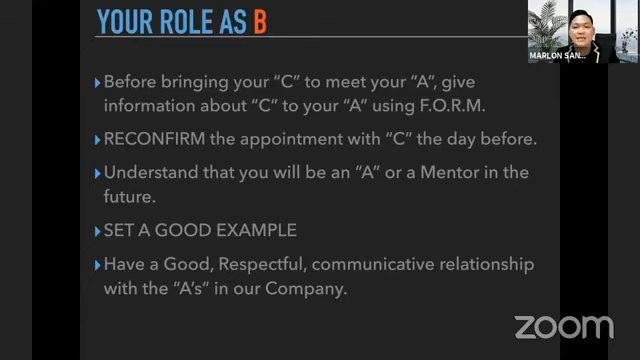 YOUR ROLE AS B
MARLON SAN...
Before bringing your “C” to meet your “A”, give
information about “C” to your “A” using F.O.R.M.
RECONFIRM the appointment with “C” the day before.
Understand that you will be an “A” or a Mentor in the
future.
SET A GOOD EXAMPLE
Have a Good, Respectful, communicative relationship
with the “A’s” in our Company.
zoom